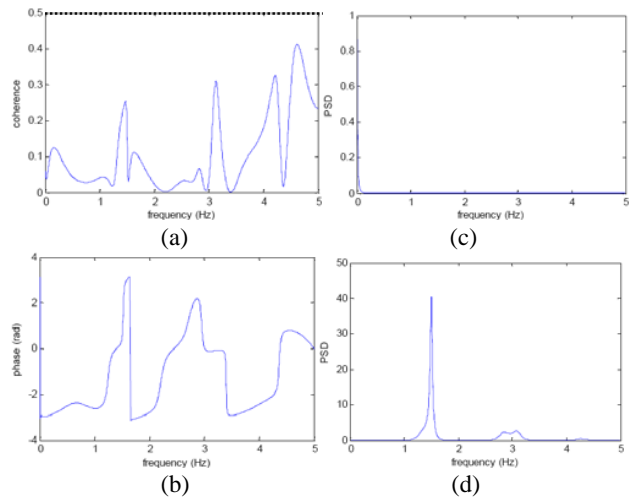 0.5
0.4
0.3
0.2
0.1
0
coherence
0 1 2 3 4 5
frequency (Hz)
(a)
1
0.8
0.6
0.4
0.2
0
PSD
0 1 2 3 4 5
frequency (Hz)
(c)
4
2
0
-2
-4
phase (rad)
0 1 2 3 4 5
frequency (Hz)
(b)
50
40
30
20
10
0
PSD
0 1 2 3 4 5
frequency (Hz)
(d)